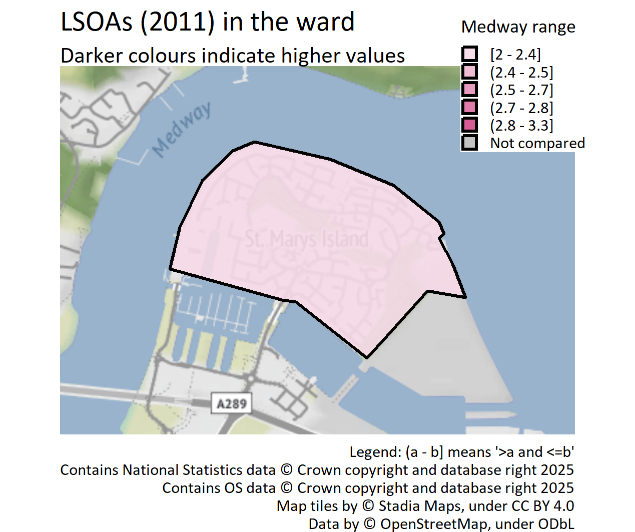 LSOAs (2011) in the ward
Darker colours indicate higher values
Medway range
[2 - 2.4]
(2.4 - 2.5]
(2.5 - 2.7]
(2.7 - 2.8]
(2.8 - 3.3]
Not compared
Medway
St. Marys Island
A289
Legend: (a - b] means '>a and <=b'
Contains National Statistics data © Crown copyright and database right 2025
Contains OS data © Crown copyright and database right 2025
Map tiles by © Stadia Maps, under CC BY 4.0
Data by © OpenStreetMap, under ODbL